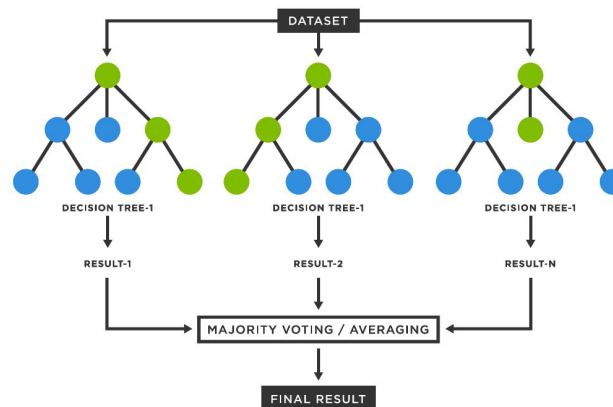 DATASET
DECISION TREE-1
DECISION TREE-1
DECISION TREE-1
RESULT-1
RESULT-2
RESULT-N
MAJORITY VOTING / AVERAGING
FINAL RESULT